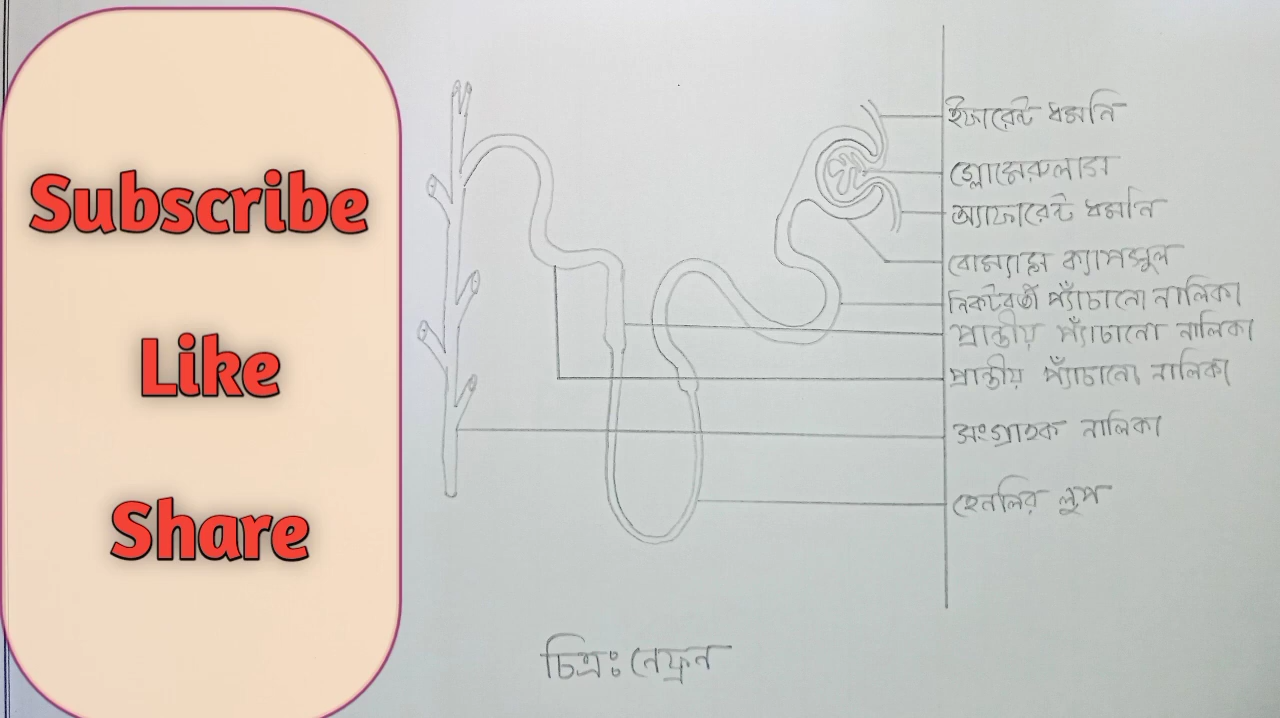 Subscribe
Like
Share
ইফারেন্ট ধমনি
গ্লোমেরুলাস
অ্যাফারেন্ট ধমনি
বোম্যান্স ক্যাপসুল
নিকটবর্তী প্যাঁচানো নালিকা
প্রান্তীয় প্যাঁচানো নালিকা
প্রান্তীয় প্যাঁচানো নালিকা
সংগ্রাহক নালিকা
হেনলির লুপ
চিত্র: নেফ্রন